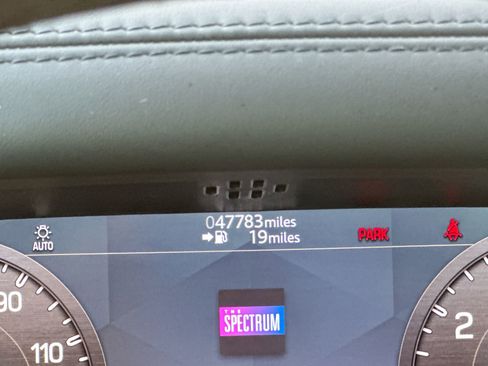 047783miles
19miles
PARK
AUTO
THE
SPECTRUM
90
110
2